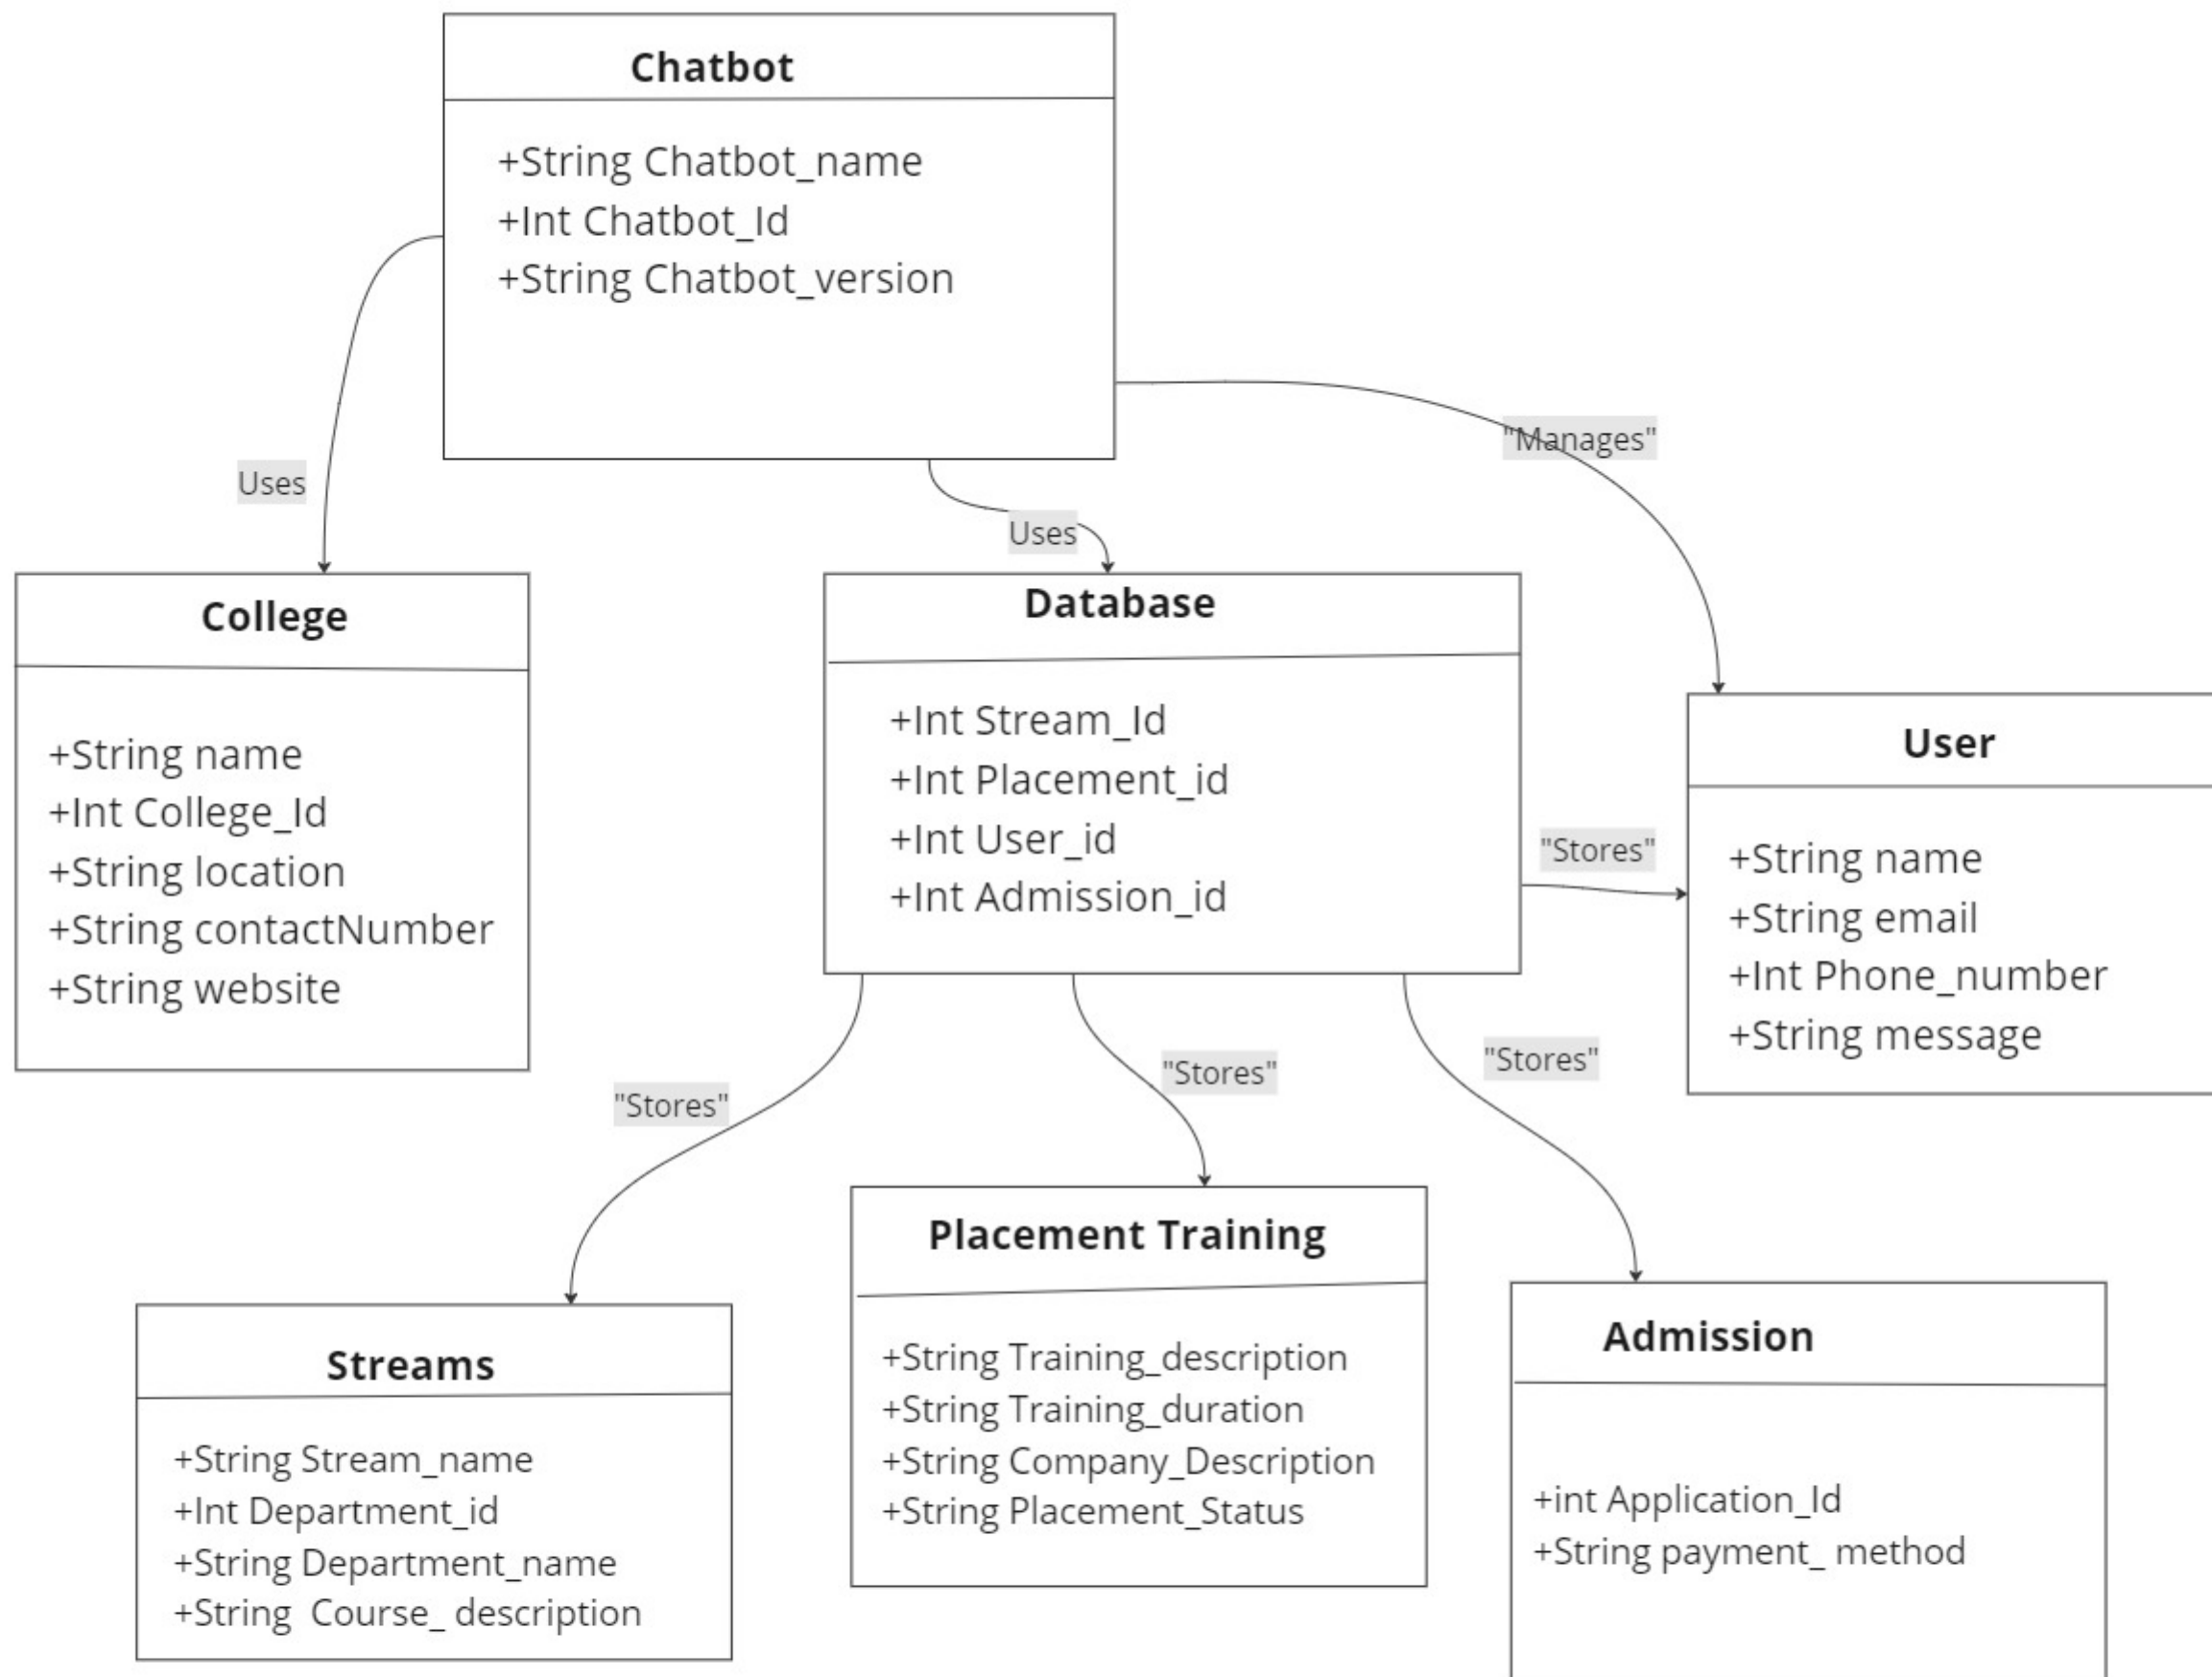 Chatbot
+String Chatbot_name
+Int Chatbot_Id
+String Chatbot_version
"Manages"
Uses
Uses
College
+String name
+Int College_Id
+String location
+String contactNumber
+String website
Database
+Int Stream_Id
+Int Placement_id
+Int User_id
+Int Admission_id
User
+String name
+String email
+Int Phone_number
+String message
"Stores"
"Stores"
"Stores"
"Stores"
Streams
+String Stream_name
+Int Department_id
+String Department_name
+String  Course_ description
Placement Training
+String Training_description
+String Training_duration
+String Company_Description
+String Placement_Status
Admission
+int Application_Id
+String payment_ method